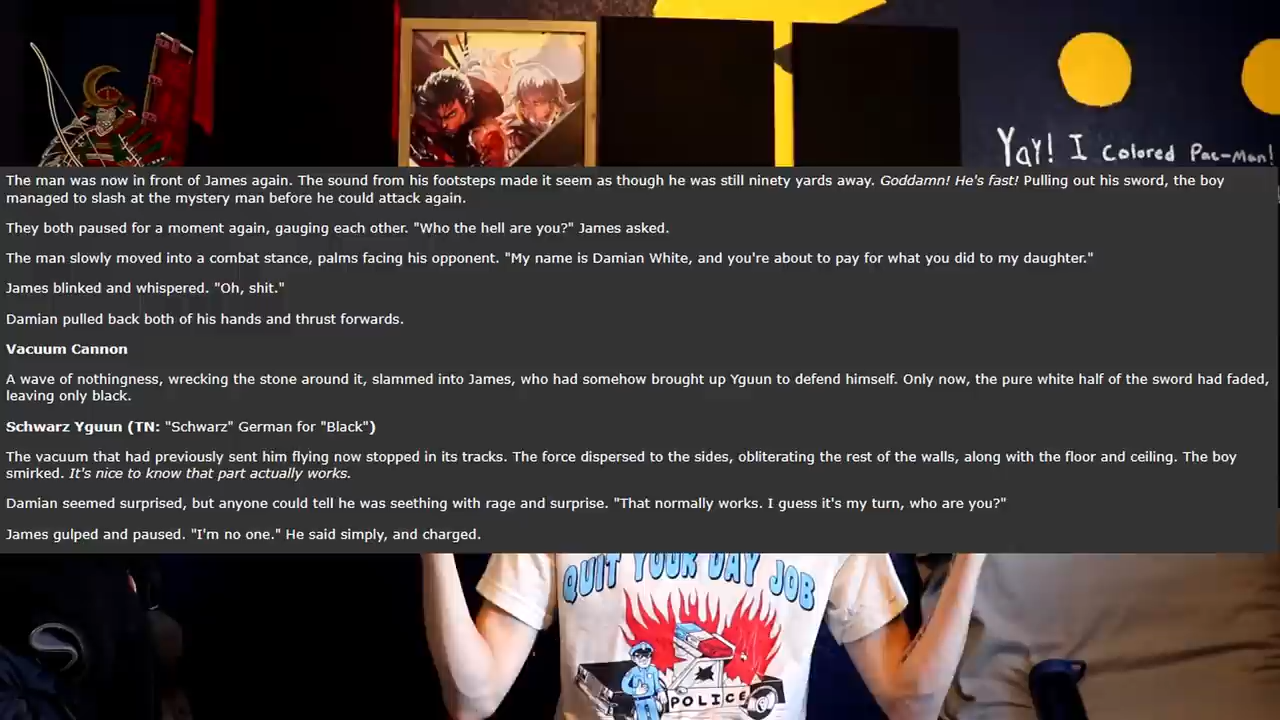 Yay! I Colored Pac-Man!
The man was now in front of James again. The sound from his footsteps made it seem as though he was still ninety yards away. Goddamn! He's fast! Pulling out his sword, the boy
managed to slash at the mystery man before he could attack again.
They both paused for a moment again, gauging each other. "Who the hell are you?" James asked.
The man slowly moved into a combat stance, palms facing his opponent. "My name is Damian White, and you're about to pay for what you did to my daughter."
James blinked and whispered. "Oh, shit."
Damian pulled back both of his hands and thrust forwards.
Vacuum Cannon
A wave of nothingness, wrecking the stone around it, slammed into James, who had somehow brought up Yguun to defend himself. Only now, the pure white half of the sword had faded,
leaving only black.
Schwarz Yguun (TN: "Schwarz" German for "Black")
The vacuum that had previously sent him flying now stopped in its tracks. The force dispersed to the sides, obliterating the rest of the walls, along with the floor and ceiling. The boy
smirked. It's nice to know that part actually works.
Damian seemed surprised, but anyone could tell he was seething with rage and surprise. "That normally works. I guess it's my turn, who are you?"
James gulped and paused. "I'm no one." He said simply, and charged.
QUIT YOUR DAY JOB
POLICE